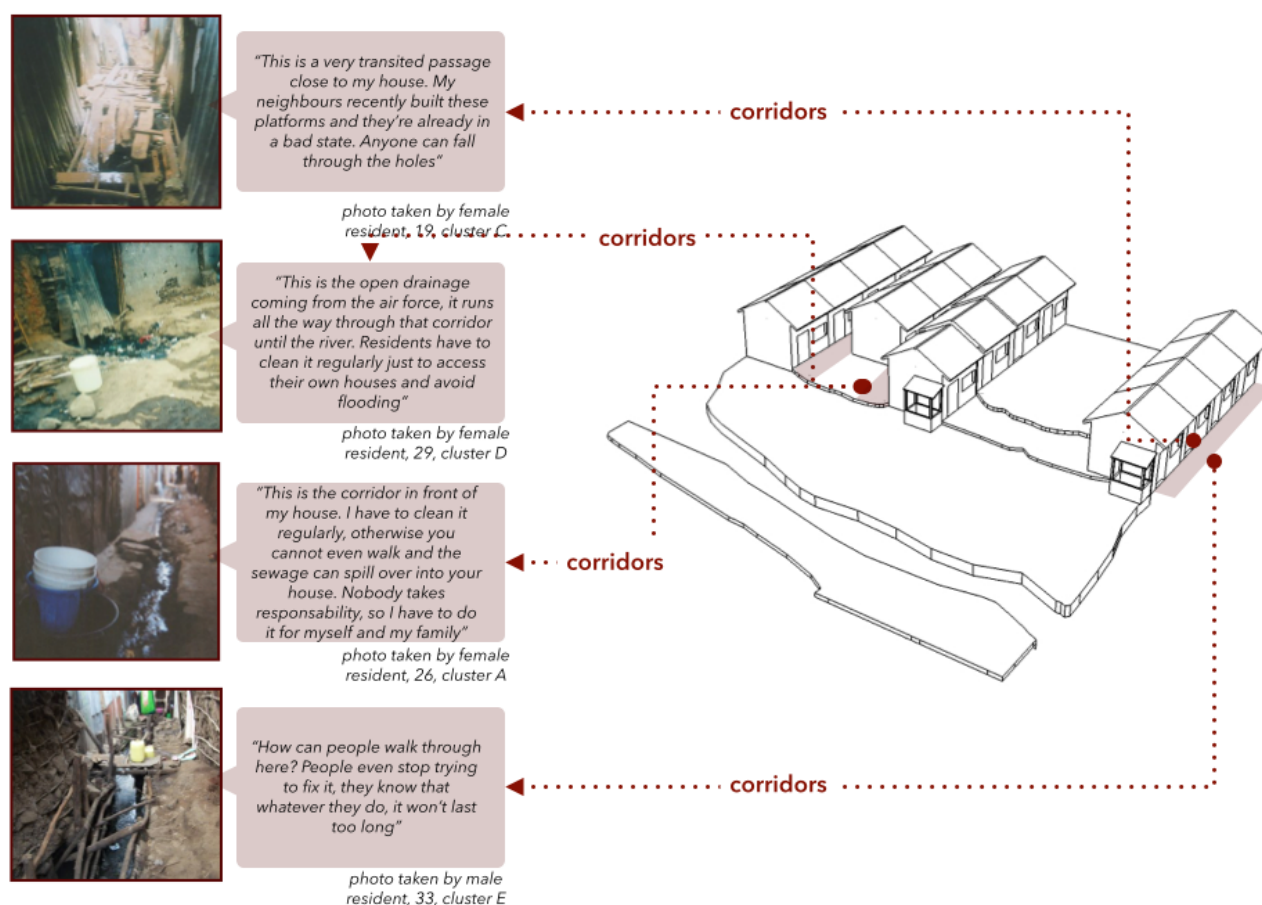 “This is a very transited passage
close to my house. My
neighbours recently built these
platforms and they’re already in
a bad state. Anyone can fall
through the holes”
corridors
photo taken by female
resident, 19, cluster C
corridors
“This is the open drainage
coming from the air force, it runs
all the way through that corridor
until the river. Residents have to
clean it regularly just to access
their own houses and avoid
flooding”
photo taken by female
resident, 29, cluster D
“This is the corridor in front of
my house. I have to clean it
regularly, otherwise you
cannot even walk and the
sewage can spill over into your
house. Nobody takes
responsability, so I have to do
it for myself and my family”
corridors
photo taken by female
resident, 26, cluster A
“How can people walk through
here? People even stop trying
to fix it, they know that
whatever they do, it won’t last
too long”
corridors
photo taken by male
resident, 33, cluster E